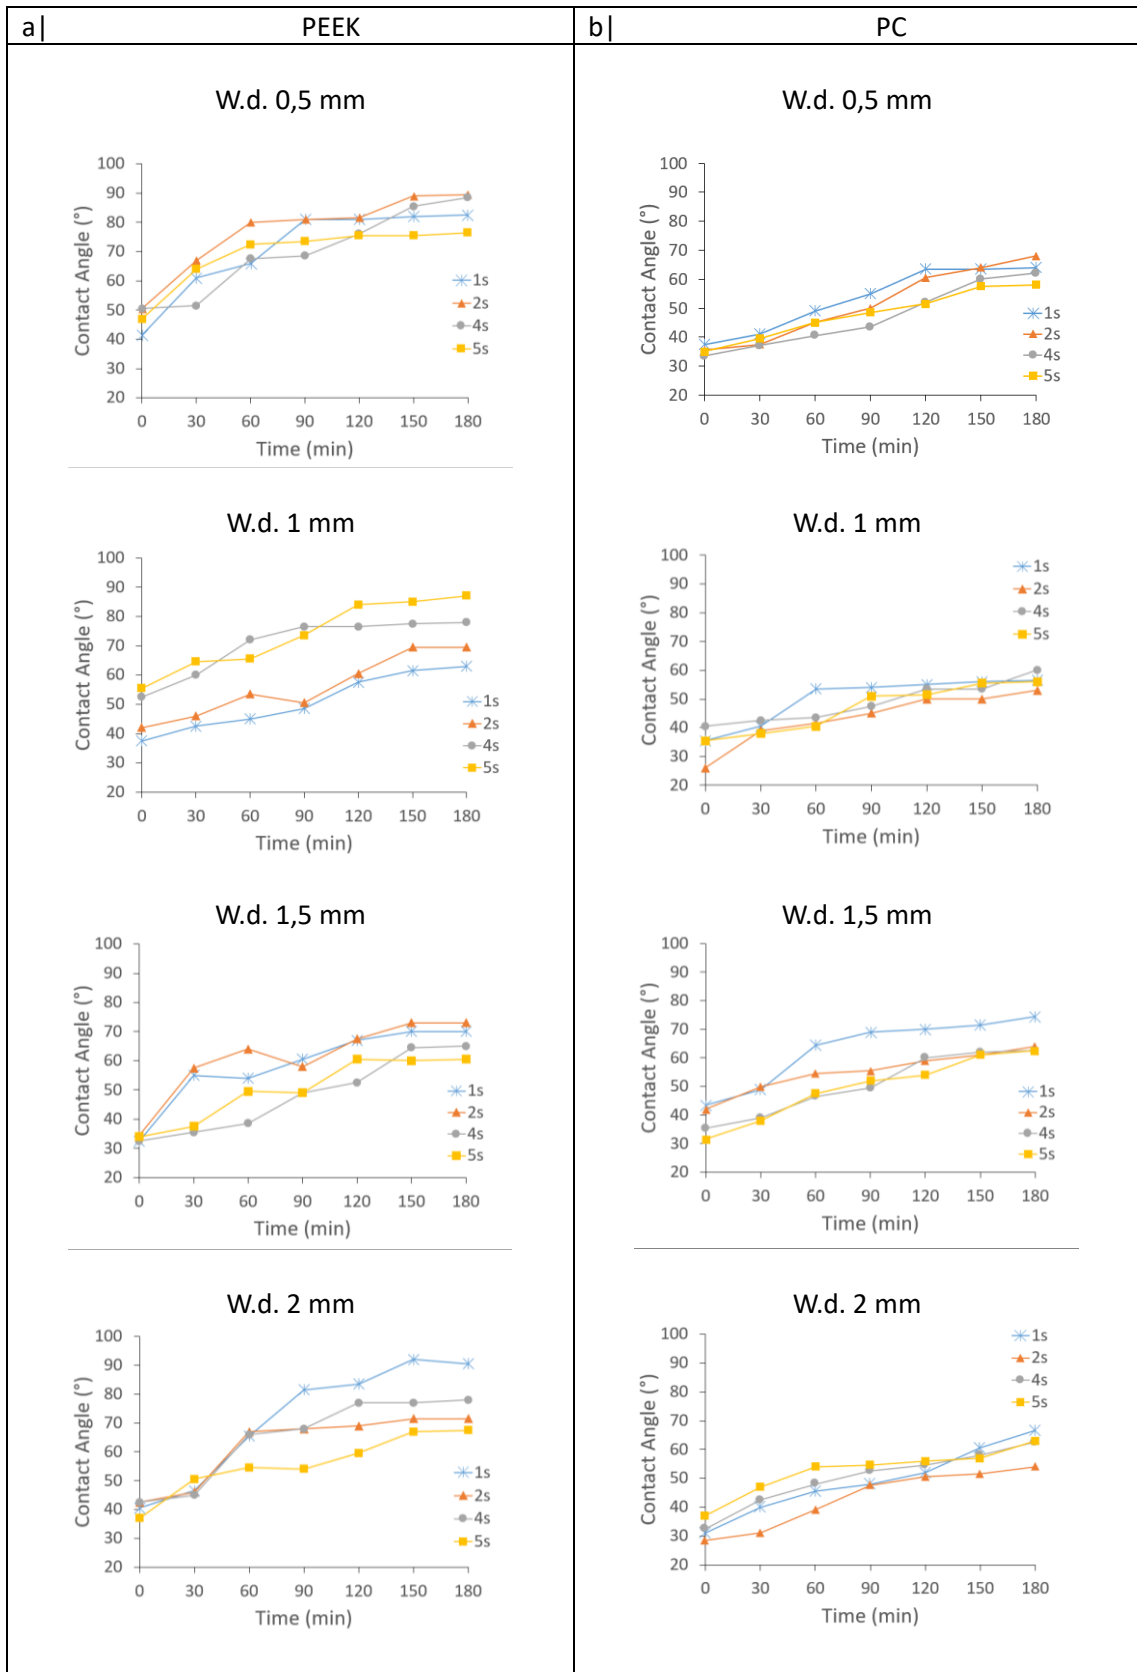 a| PEEK
b| PC
W.d. 0,5 mm
100
90
80
70
60
50
40
30
20
Contact Angle (°)
0 30 60 90 120 150 180
Time (min)
1s
2s
4s
5s
W.d. 0,5 mm
100
90
80
70
60
50
40
30
20
Contact Angle (°)
0 30 60 90 120 150 180
Time (min)
1s
2s
4s
5s
W.d. 1 mm
100
90
80
70
60
50
40
30
20
Contact Angle (°)
0 30 60 90 120 150 180
Time (min)
1s
2s
4s
5s
W.d. 1 mm
100
90
80
70
60
50
40
30
20
Contact Angle (°)
0 30 60 90 120 150 180
Time (min)
1s
2s
4s
5s
W.d. 1,5 mm
100
90
80
70
60
50
40
30
20
Contact Angle (°)
0 30 60 90 120 150 180
Time (min)
1s
2s
4s
5s
W.d. 1,5 mm
100
90
80
70
60
50
40
30
20
Contact Angle (°)
0 30 60 90 120 150 180
Time (min)
1s
2s
4s
5s
W.d. 2 mm
100
90
80
70
60
50
40
30
20
Contact Angle (°)
0 30 60 90 120 150 180
Time (min)
1s
2s
4s
5s
W.d. 2 mm
100
90
80
70
60
50
40
30
20
Contact Angle (°)
0 30 60 90 120 150 180
Time (min)
1s
2s
4s
5s